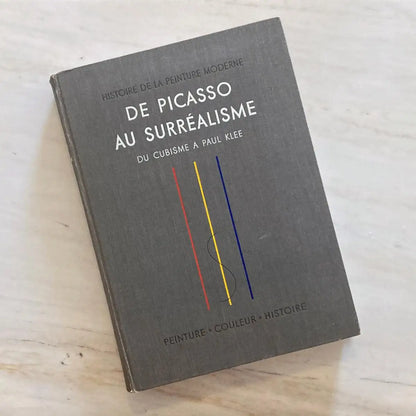 HISTOIRE DE LA PEINTURE MODERNE
DE PICASSO
AU SURRÉALISME
DU CUBISME A PAUL KLEE
PEINTURE • COULEUR • HISTOIRE